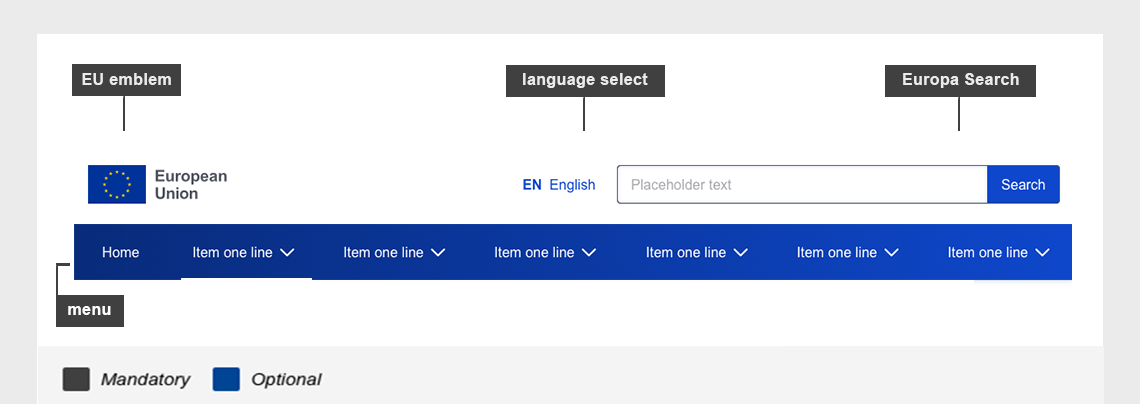 EU emblem
language select
Europa Search
European
Union
EN English
Placeholder text
Search
Home
Item one line
Item one line
Item one line
Item one line
Item one line
Item one line
menu
Mandatory
Optional